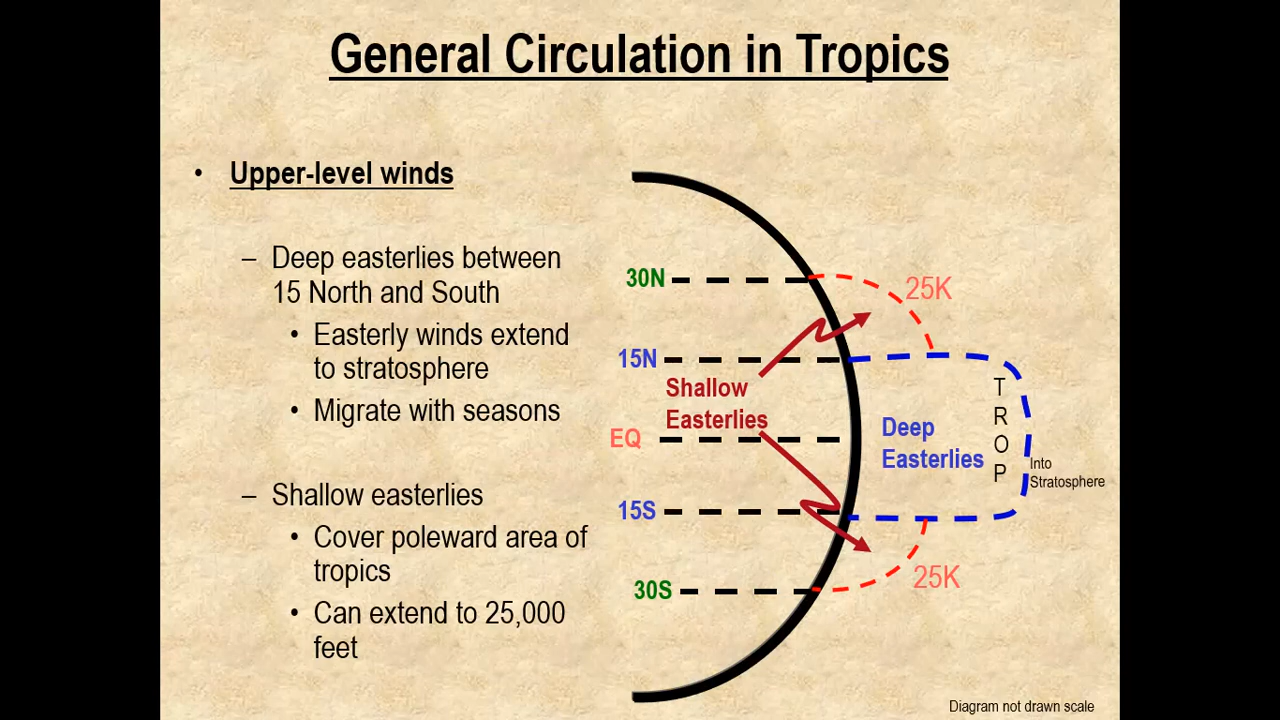 General Circulation in Tropics
• Upper-level winds
– Deep easterlies between
15 North and South
• Easterly winds extend
to stratosphere
• Migrate with seasons
– Shallow easterlies
• Cover poleward area of
tropics
• Can extend to 25,000
feet
30N
25K
15N
Shallow
Easterlies
EQ
Deep
Easterlies
T
R
O
P
Into
Stratosphere
15S
25K
30S
Diagram not drawn scale